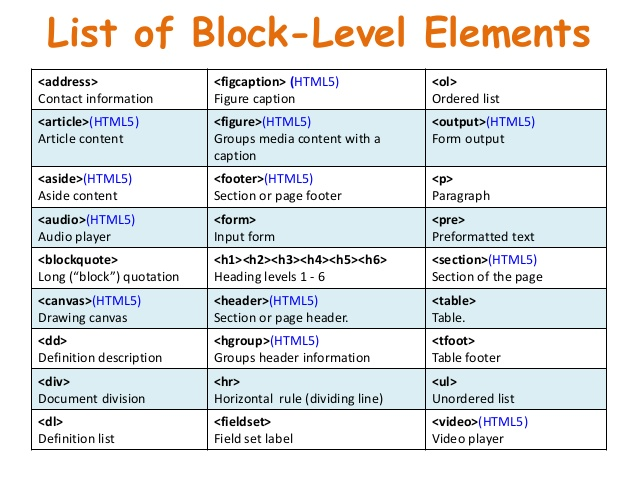 List of Block-Level Elements
<address>
Contact information
<figcaption> (HTML5)
Figure caption
<ol>
Ordered list
<article>(HTML5)
Article content
<figure>(HTML5)
Groups media content with a
caption
<output>(HTML5)
Form output
<aside>(HTML5)
Aside content
<footer>(HTML5)
Section or page footer
<p>
Paragraph
<audio>(HTML5)
Audio player
<form>
Input form
<pre>
Preformatted text
<blockquote>
Long (“block”) quotation
<h1><h2><h3><h4><h5><h6>
Heading levels 1 - 6
<section>(HTML5)
Section of the page
<canvas>(HTML5)
Drawing canvas
<header>(HTML5)
Section or page header.
<table>
Table.
<dd>
Definition description
<hgroup>(HTML5)
Groups header information
<tfoot>
Table footer
<div>
Document division
<hr>
Horizontal rule (dividing line)
<ul>
Unordered list
<dl>
Definition list
<fieldset>
Field set label
<video>(HTML5)
Video player